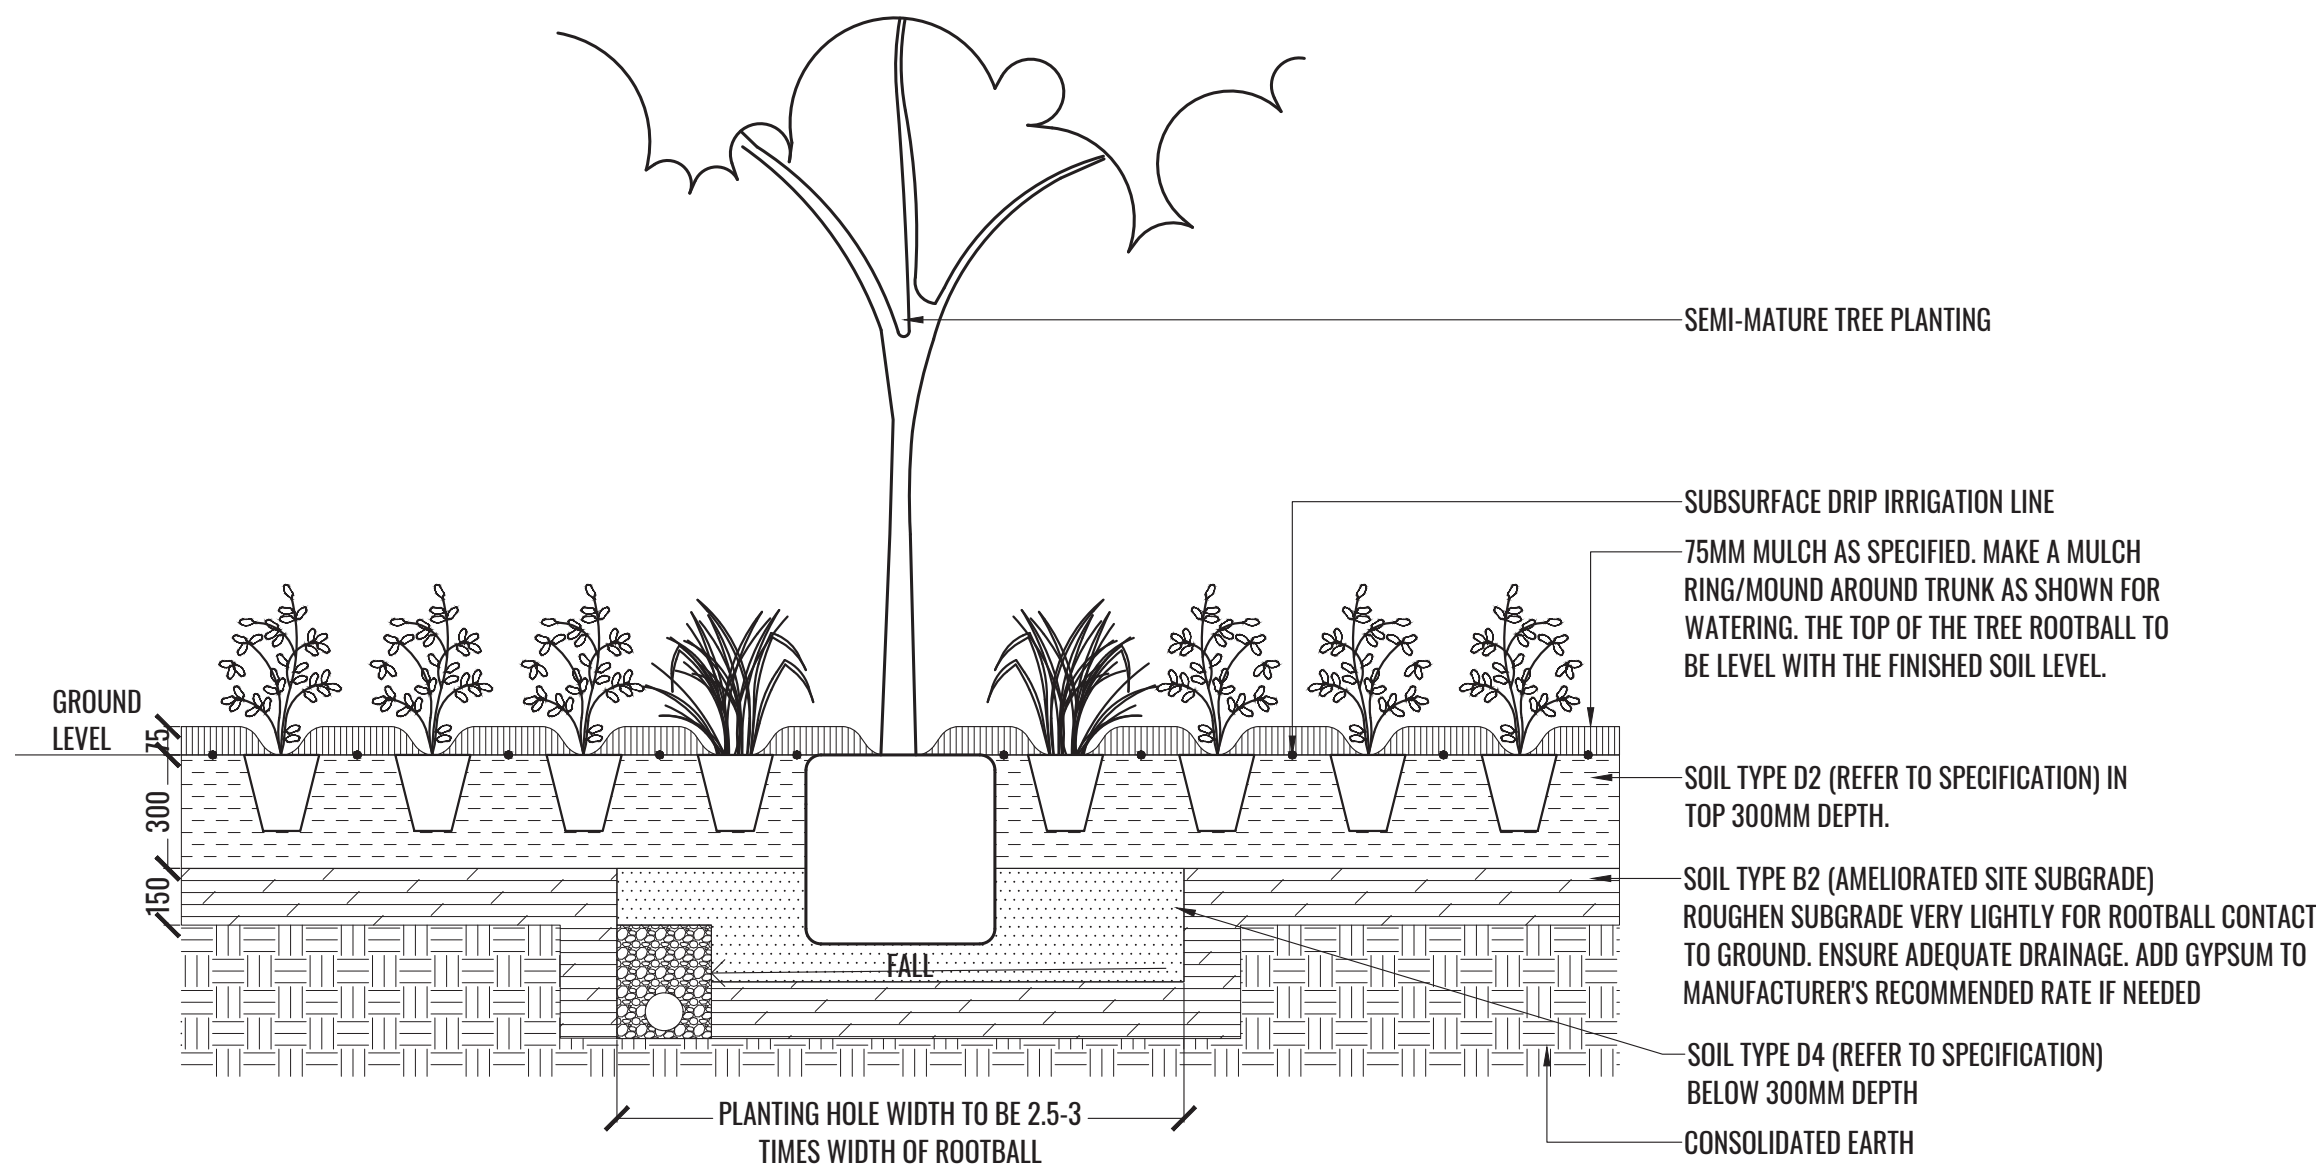 SEMI-MATURE TREE PLANTING
SUBSURFACE DRIP IRRIGATION LINE
75MM MULCH AS SPECIFIED. MAKE A MULCH
RING/MOUND AROUND TRUNK AS SHOWN FOR
WATERING. THE TOP OF THE TREE ROOTBALL TO
BE LEVEL WITH THE FINISHED SOIL LEVEL.
GROUND
LEVEL
75
300
150
SOIL TYPE D2 (REFER TO SPECIFICATION) IN
TOP 300MM DEPTH.
SOIL TYPE B2 (AMELIORATED SITE SUBGRADE)
ROUGHEN SUBGRADE VERY LIGHTLY FOR ROOTBALL CONTACT
TO GROUND. ENSURE ADEQUATE DRAINAGE. ADD GYPSUM TO
MANUFACTURER'S RECOMMENDED RATE IF NEEDED
FALL
SOIL TYPE D4 (REFER TO SPECIFICATION)
BELOW 300MM DEPTH
CONSOLIDATED EARTH
PLANTING HOLE WIDTH TO BE 2.5-3
TIMES WIDTH OF ROOTBALL